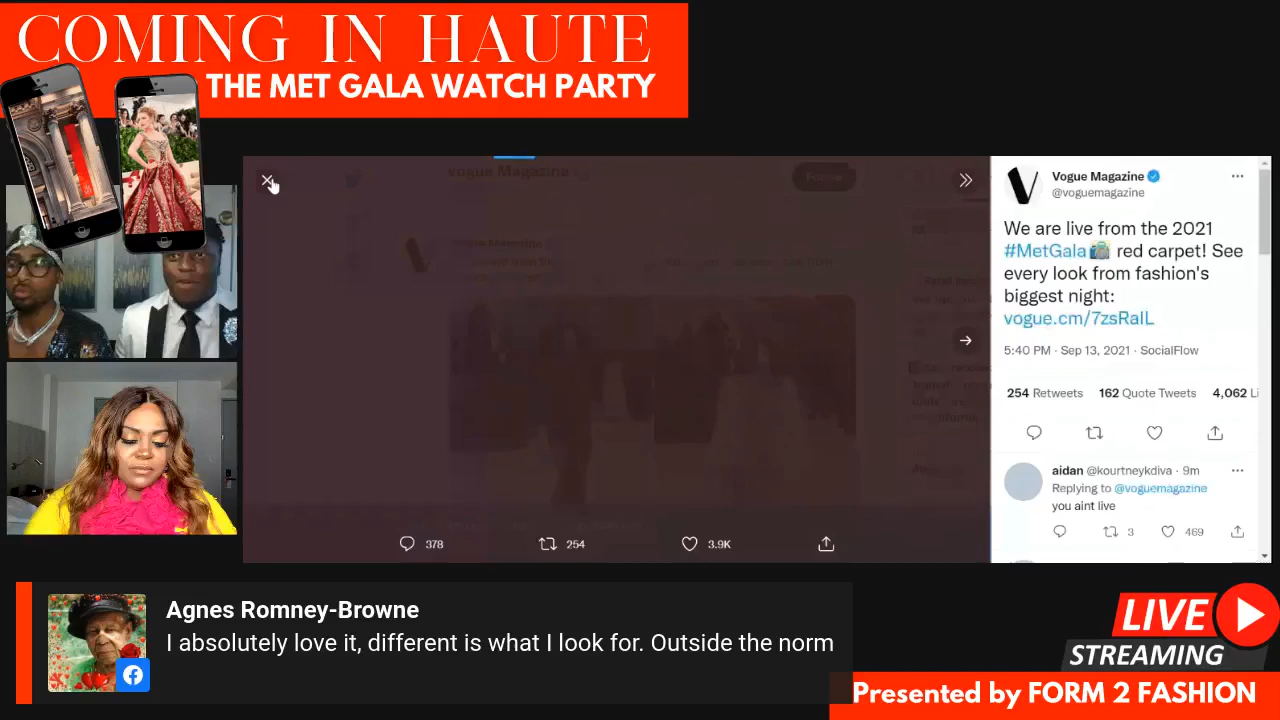 COMING IN HAUTE
THE MET GALA WATCH PARTY
vogue Magazine
Vogue Magazine
@voguemagazine
We are live from the 2021
#MetGala red carpet! See
every look from fashion's
biggest night:
vogue.cm/7zsRaIL
5:40 PM · Sep 13, 2021 · SocialFlow
254 Retweets 162 Quote Tweets 4,062 Li
aidan @kourtneykdiva · 9m
Replying to @voguemagazine
you aint live
3 469
378 254 3.9K
Agnes Romney-Browne
I absolutely love it, different is what I look for. Outside the norm
LIVE
STREAMING
Presented by FORM 2 FASHION